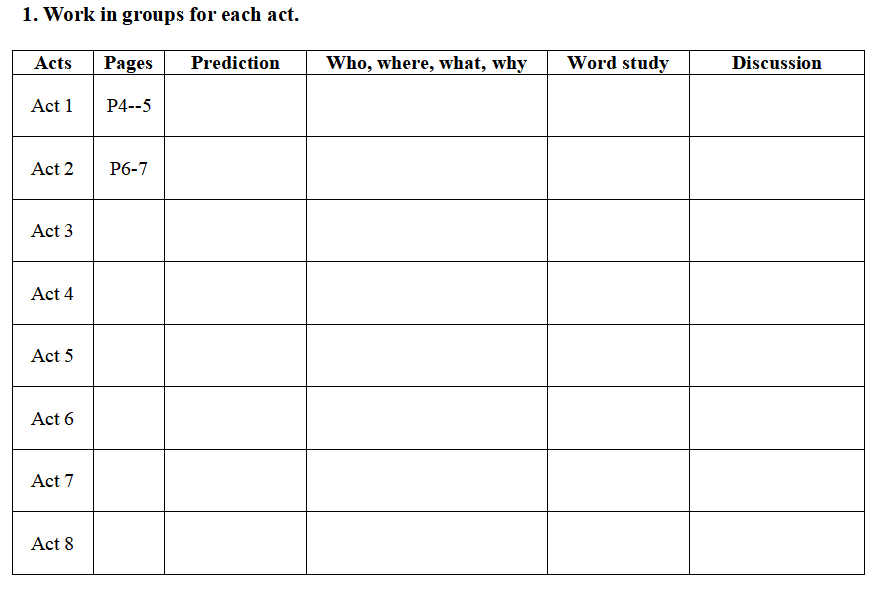 1. Work in groups for each act.
Acts Pages Prediction Who, where, what, why Word study Discussion
Act 1 P4--5
Act 2 P6-7
Act 3
Act 4
Act 5
Act 6
Act 7
Act 8